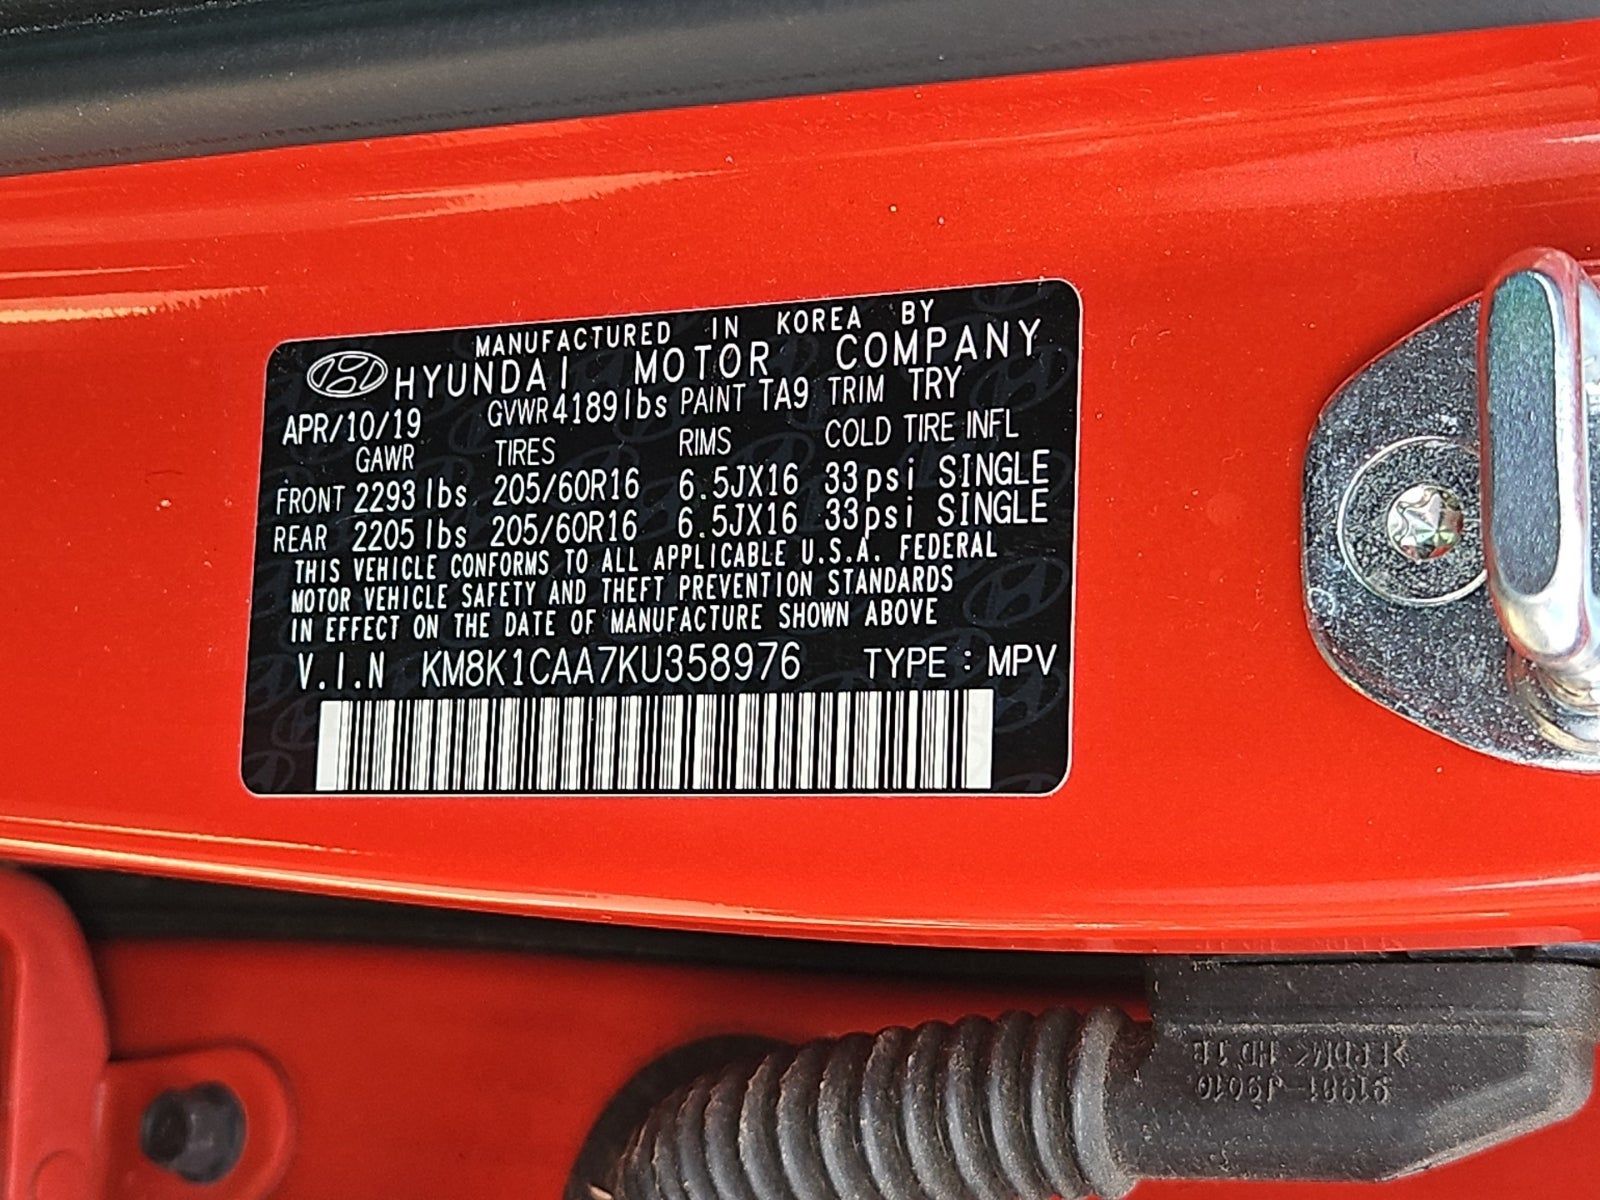 MANUFACTURED IN KOREA BY
HYUNDAI MOTOR COMPANY
APR/10/19 GVWR 4189lbs PAINT TA9 TRIM TRY
GAWR TIRES RIMS COLD TIRE INFL
FRONT 2293lbs 205/60R16 6.5JX16 33psi SINGLE
REAR 2205lbs 205/60R16 6.5JX16 33psi SINGLE
THIS VEHICLE CONFORMS TO ALL APPLICABLE U.S.A. FEDERAL
MOTOR VEHICLE SAFETY AND THEFT PREVENTION STANDARDS
IN EFFECT ON THE DATE OF MANUFACTURE SHOWN ABOVE
V.I.N KM8K1CAA7KU358976 TYPE : MPV
91981-J9010